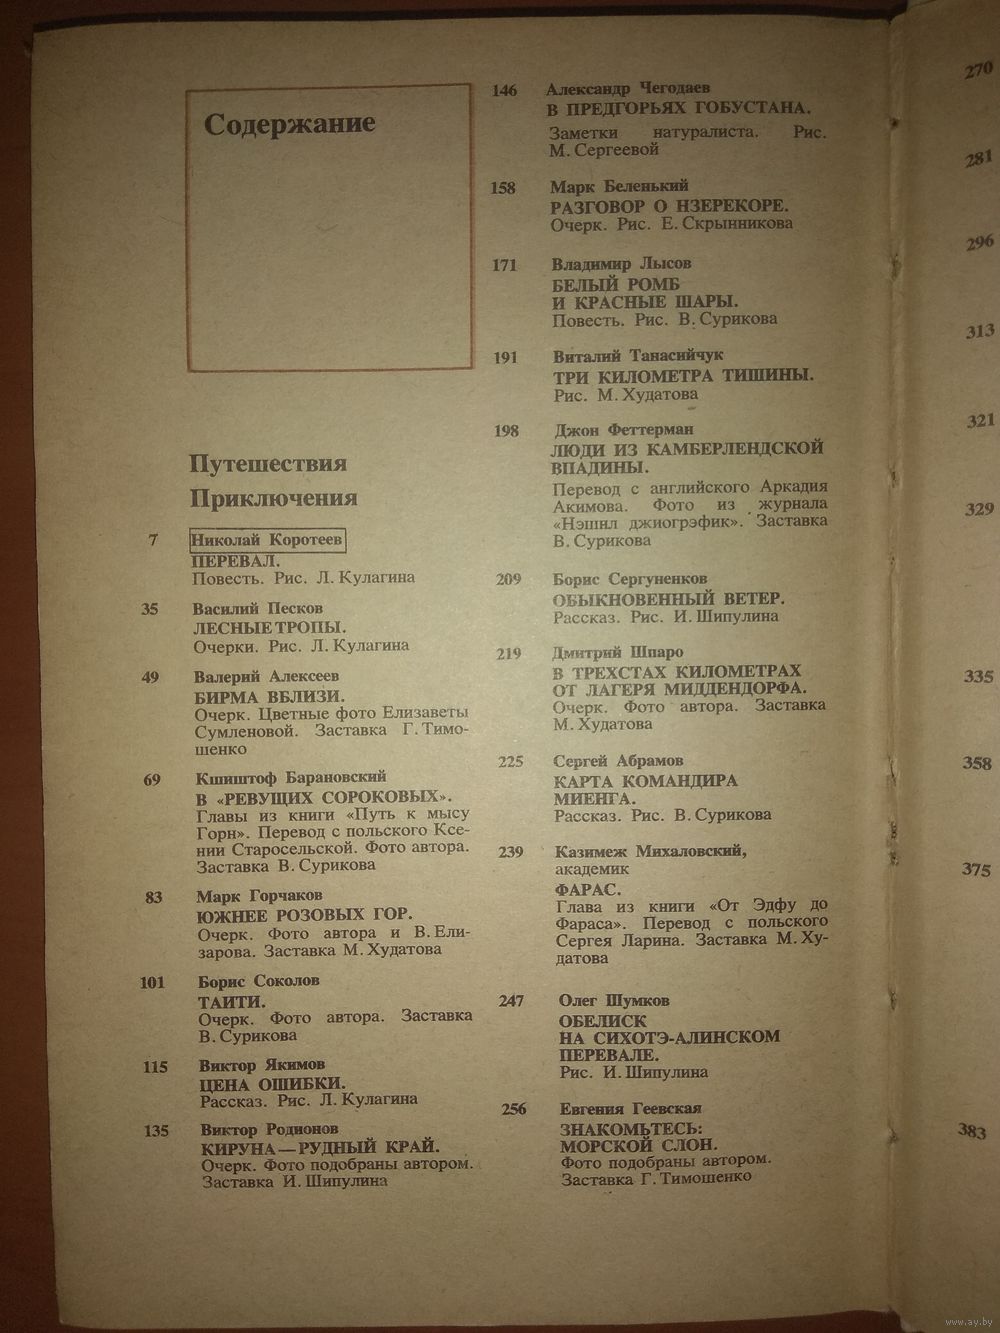 Содержание
Путешествия
Приключения
7 Николай Коротеев
ПЕРЕВАЛ.
Повесть. Рис. Л. Кулагина
35 Василий Песков
ЛЕСНЫЕ ТРОПЫ.
Очерки. Рис. Л. Кулагина
49 Валерий Алексеев
БИРМА ВБЛИЗИ.
Очерк. Цветные фото Елизаветы
Сумленовой. Заставка Г. Тимо-
шенко
69 Кшиштоф Барановский
В «РЕВУЩИХ СОРОКОВЫХ».
Главы из книги «Путь к мысу
Горн». Перевод с польского Ксе-
нии Старосельской. Фото автора.
Заставка В. Сурикова
83 Марк Горчаков
ЮЖНЕЕ РОЗОВЫХ ГОР.
Очерк. Фото автора и В. Ели-
зарова. Заставка М. Худатова
101 Борис Соколов
ТАИТИ.
Очерк. Фото автора. Заставка
В. Сурикова
115 Виктор Якимов
ЦЕНА ОШИБКИ.
Рассказ. Рис. Л. Кулагина
135 Виктор Родионов
КИРУНА — РУДНЫЙ КРАЙ.
Очерк. Фото подобраны автором.
Заставка И. Шипулина
146 Александр Чегодаев
В ПРЕДГОРЬЯХ ГОБУСТАНА.
Заметки натуралиста. Рис.
М. Сергеевой
158 Марк Беленький
РАЗГОВОР О НЗЕРЕКОРЕ.
Очерк. Рис. Е. Скрынникова
171 Владимир Лысов
БЕЛЫЙ РОМБ
И КРАСНЫЕ ШАРЫ.
Повесть. Рис. В. Сурикова
191 Виталий Танасийчук
ТРИ КИЛОМЕТРА ТИШИНЫ.
Рис. М. Худатова
198 Джон Феттерман
ЛЮДИ ИЗ КАМБЕРЛЕНДСКОЙ
ВПАДИНЫ.
Перевод с английского Аркадия
Акимова. Фото из журнала
«Нэшнл джиогрэфик». Заставка
В. Сурикова
209 Борис Сергуненков
ОБЫКНОВЕННЫЙ ВЕТЕР.
Рассказ. Рис. И. Шипулина
219 Дмитрий Шпаро
В ТРЕХСТАХ КИЛОМЕТРАХ
ОТ ЛАГЕРЯ МИДДЕНДОРФА.
Очерк. Фото автора. Заставка
М. Худатова
225 Сергей Абрамов
КАРТА КОМАНДИРА
МИЕНГА.
Рассказ. Рис. В. Сурикова
239 Казимеж Михаловский,
академик
ФАРАС.
Глава из книги «От Эдфу до
Фараса». Перевод с польского
Сергея Ларина. Заставка М. Ху-
датова
247 Олег Шумков
ОБЕЛИСК
НА СИХОТЭ-АЛИНСКОМ
ПЕРЕВАЛЕ.
Рис. И. Шипулина
256 Евгения Геевская
ЗНАКОМЬТЕСЬ:
МОРСКОЙ СЛОН.
Фото подобраны автором.
Заставка Г. Тимошенко
270
281
296
313
321
329
335
358
375
383
www.ay.by